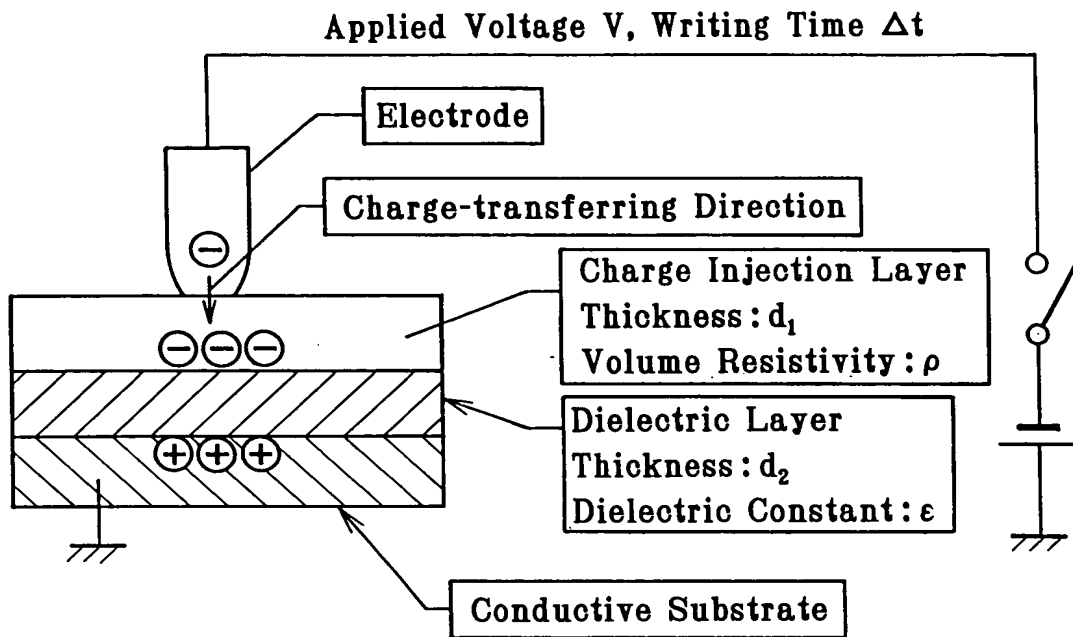 Applied Voltage V, Writing Time Δt
Electrode
Charge-transferring Direction
Charge Injection Layer
Thickness : d₁
Volume Resistivity : ρ
Dielectric Layer
Thickness : d₂
Dielectric Constant : ε
Conductive Substrate
−
− − −
+ + +